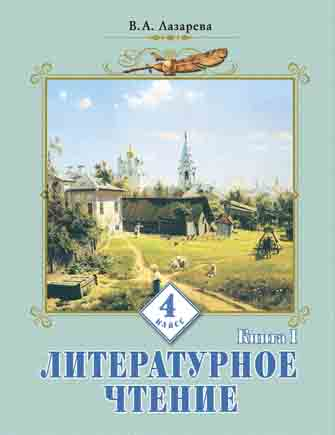 В.А. Лазарева
4
КЛАСС
Книга 1
ЛИТЕРАТУРНОЕ
ЧТЕНИЕ